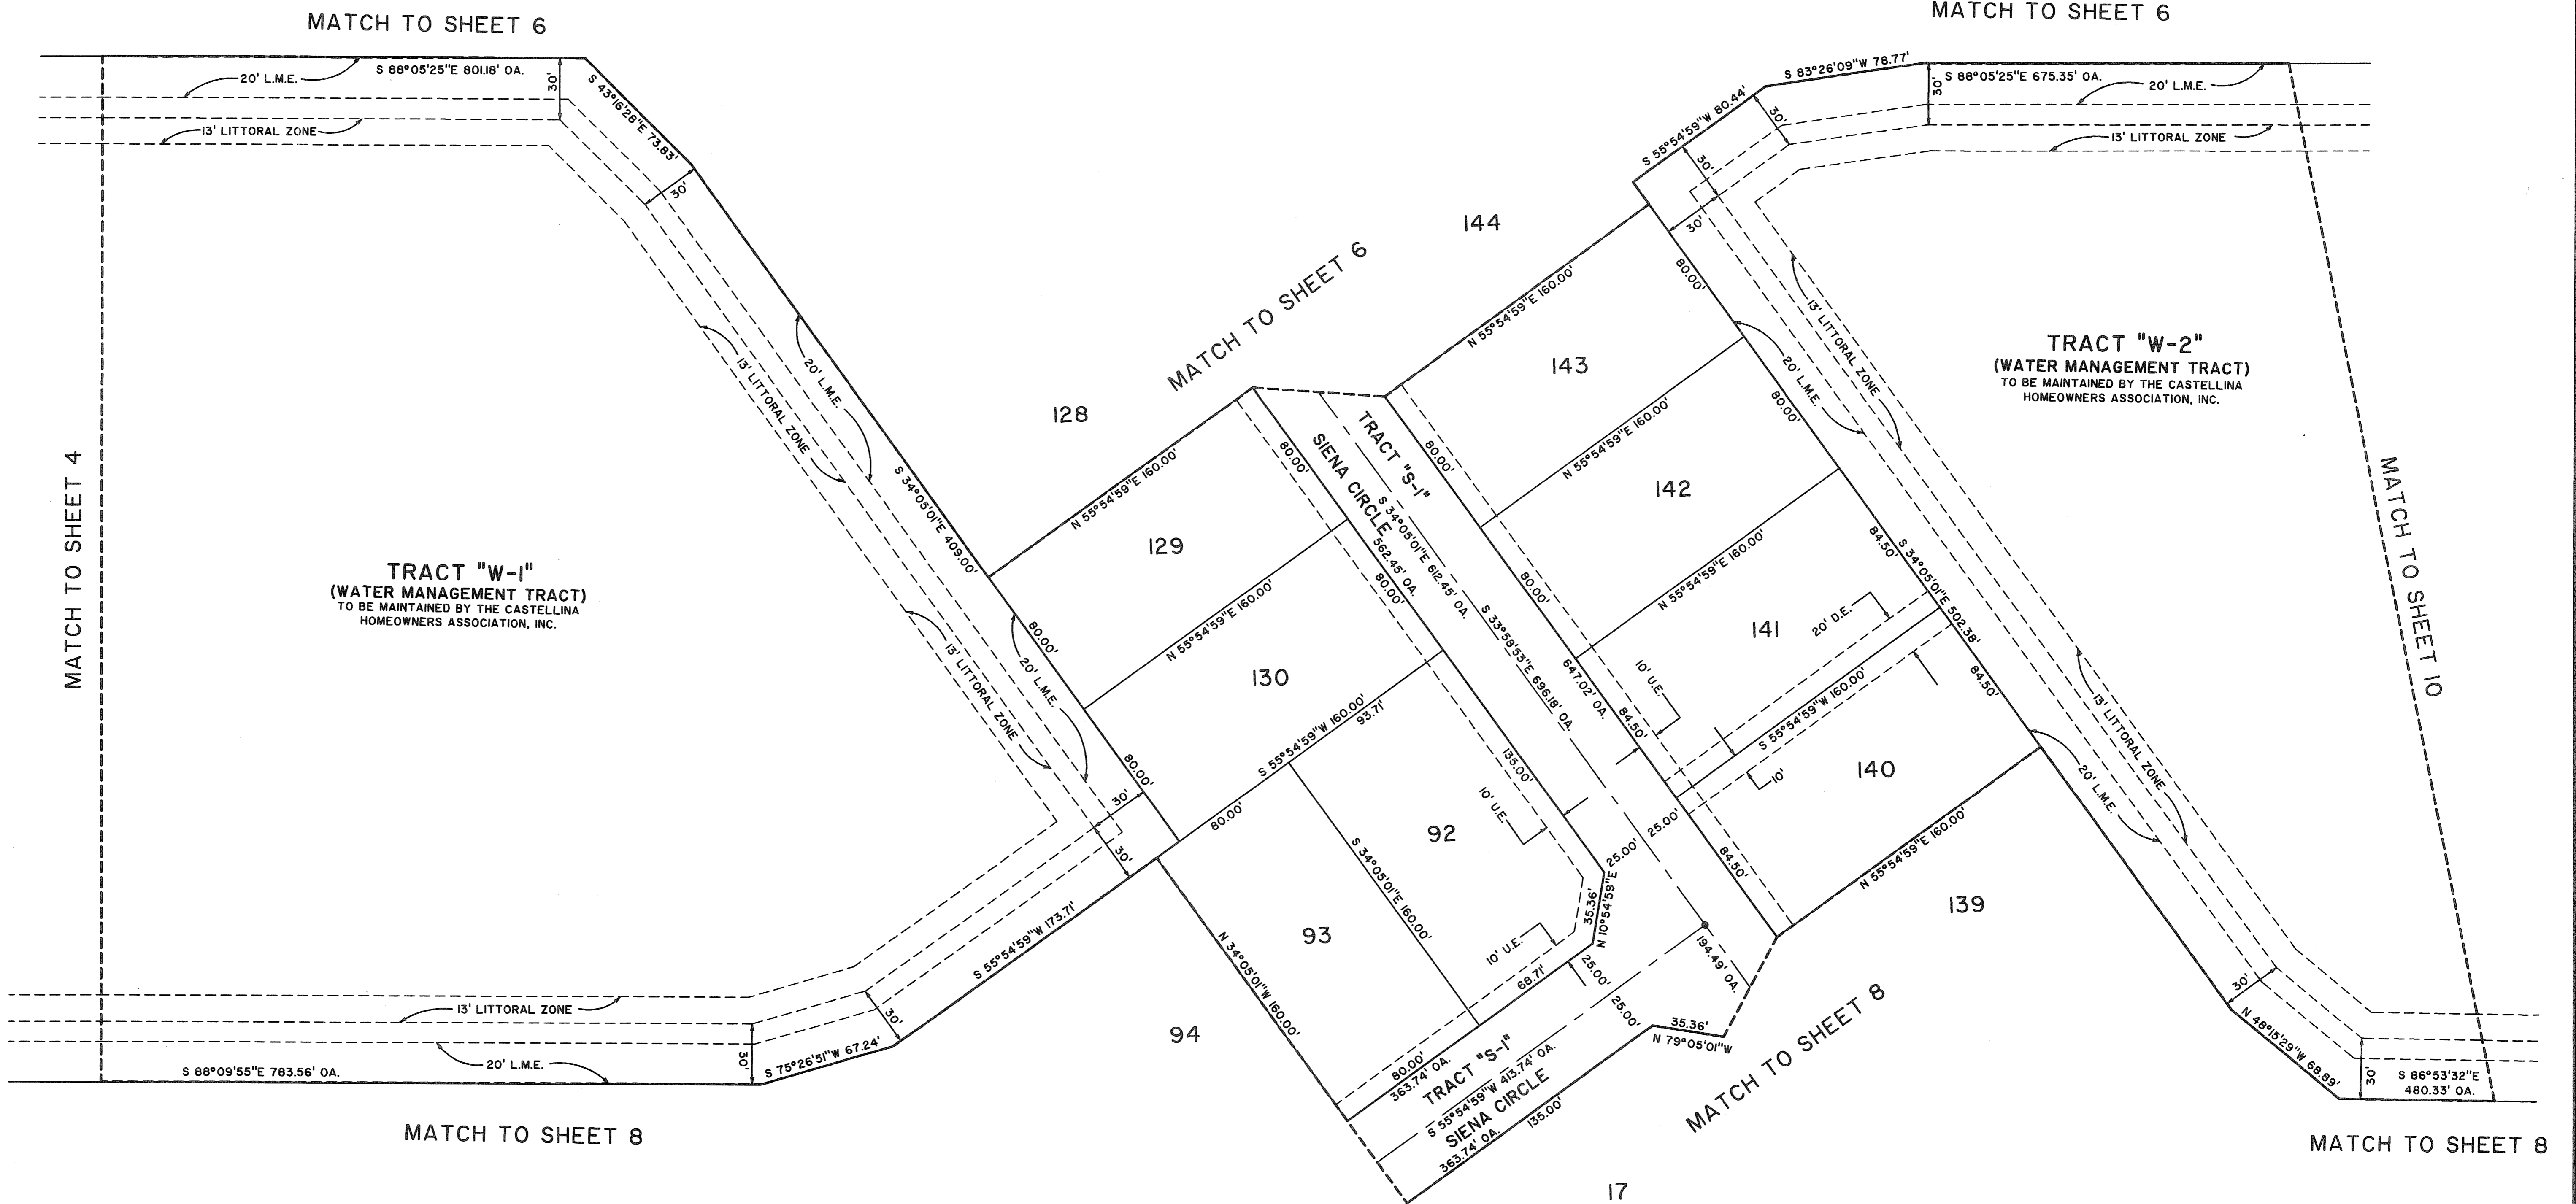 MATCH TO SHEET 6
MATCH TO SHEET 6
20' L.M.E.
S 88°05'25"E 801.18' OA.
30'
S 43°16'28"E 73.83'
30'
13' LITTORAL ZONE
MATCH TO SHEET 4
TRACT "W-1"
(WATER MANAGEMENT TRACT)
TO BE MAINTAINED BY THE CASTELLINA
HOMEOWNERS ASSOCIATION, INC.
13' LITTORAL ZONE
20' L.M.E.
S 34°05'01"E 409.00'
13' LITTORAL ZONE
20' L.M.E.
80.00'
80.00'
30'
30'
S 55°54'59"W 173.71'
30'
S 75°26'51"W 67.24'
30'
13' LITTORAL ZONE
20' L.M.E.
S 88°09'55"E 783.56' OA.
MATCH TO SHEET 8
MATCH TO SHEET 6
128
144
N 55°54'59"E 160.00'
129
N 55°54'59"E 160.00'
130
S 55°54'59"W 160.00'
93.71'
80.00'
80.00'
80.00'
135.00'
562.45' OA.
TRACT "S-1"
SIENA CIRCLE
S 34°05'01"E 612.45' OA.
S 33°58'53"E 696.18' OA.
647.02' OA.
92
10' U.E.
S 34°05'01"E 160.00'
93
N 34°05'01"W 160.00'
94
10' U.E.
35.36'
N 10°54'59"E
25.00'
25.00'
68.71'
25.00'
25.00'
194.49' OA.
80.00'
363.74' OA.
TRACT "S-1"
S 55°54'59"W 413.74' OA.
SIENA CIRCLE
363.74' OA.
135.00'
35.36'
N 79°05'01"W
MATCH TO SHEET 8
17
N 55°54'59"E 160.00'
143
80.00'
80.00'
N 55°54'59"E 160.00'
142
80.00'
80.00'
N 55°54'59"E 160.00'
141
20' D.E.
84.50'
10' U.E.
84.50'
S 55°54'59"W 160.00'
10'
140
84.50'
84.50'
N 55°54'59"E 160.00'
139
S 34°05'01"E 502.38'
S 55°54'59"W 80.44'
S 83°26'09"W 78.77'
30'
30'
30'
30'
S 88°05'25"E 675.35' OA.
20' L.M.E.
13' LITTORAL ZONE
13' LITTORAL ZONE
20' L.M.E.
TRACT "W-2"
(WATER MANAGEMENT TRACT)
TO BE MAINTAINED BY THE CASTELLINA
HOMEOWNERS ASSOCIATION, INC.
MATCH TO SHEET 10
13' LITTORAL ZONE
20' L.M.E.
30'
N 48°15'29"W 68.89'
30'
S 86°53'32"E
480.33' OA.
MATCH TO SHEET 8